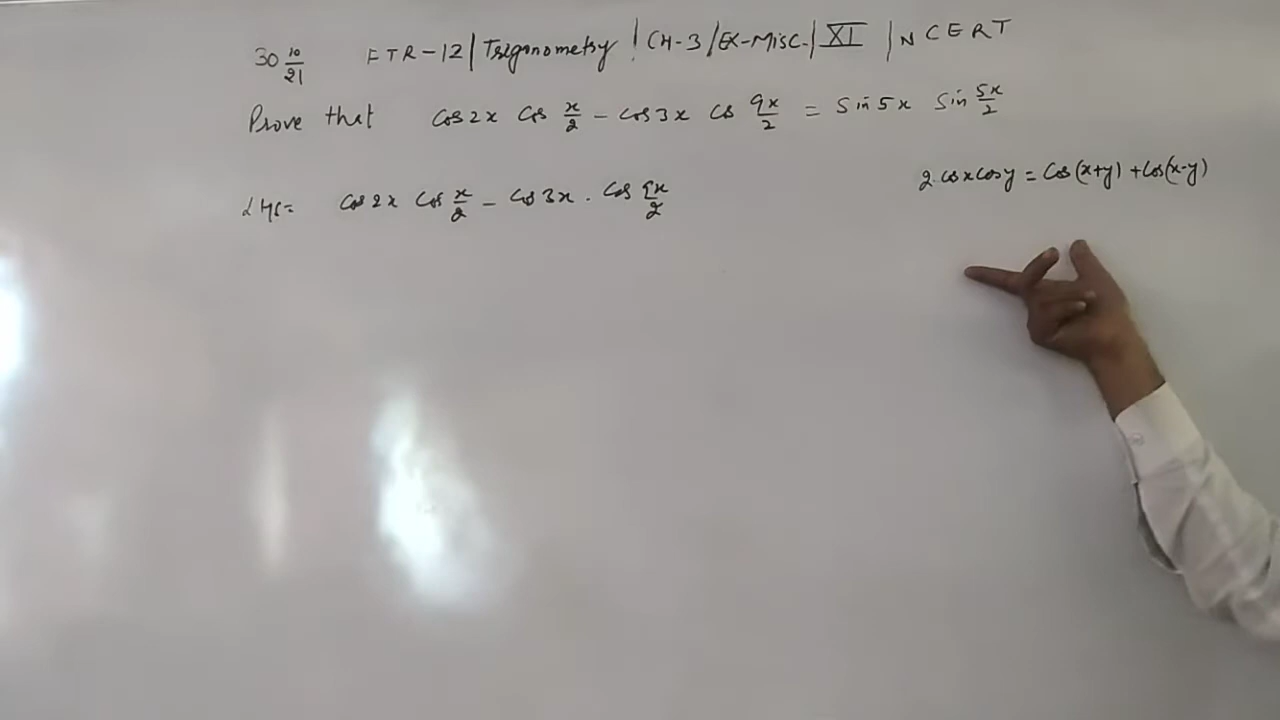 30 10/21 FTR-12 | Trigonometry | CH-3 / EX-Misc. | XI | NCERT
Prove that Cos 2x Cos x/2 - Cos 3x Cos 9x/2 = Sin 5x Sin 5x/2
2 cos x cos y = Cos (x+y) + Cos(x-y)
LHS = Cos 2x Cos x/2 - Cos 3x . Cos 9x/2